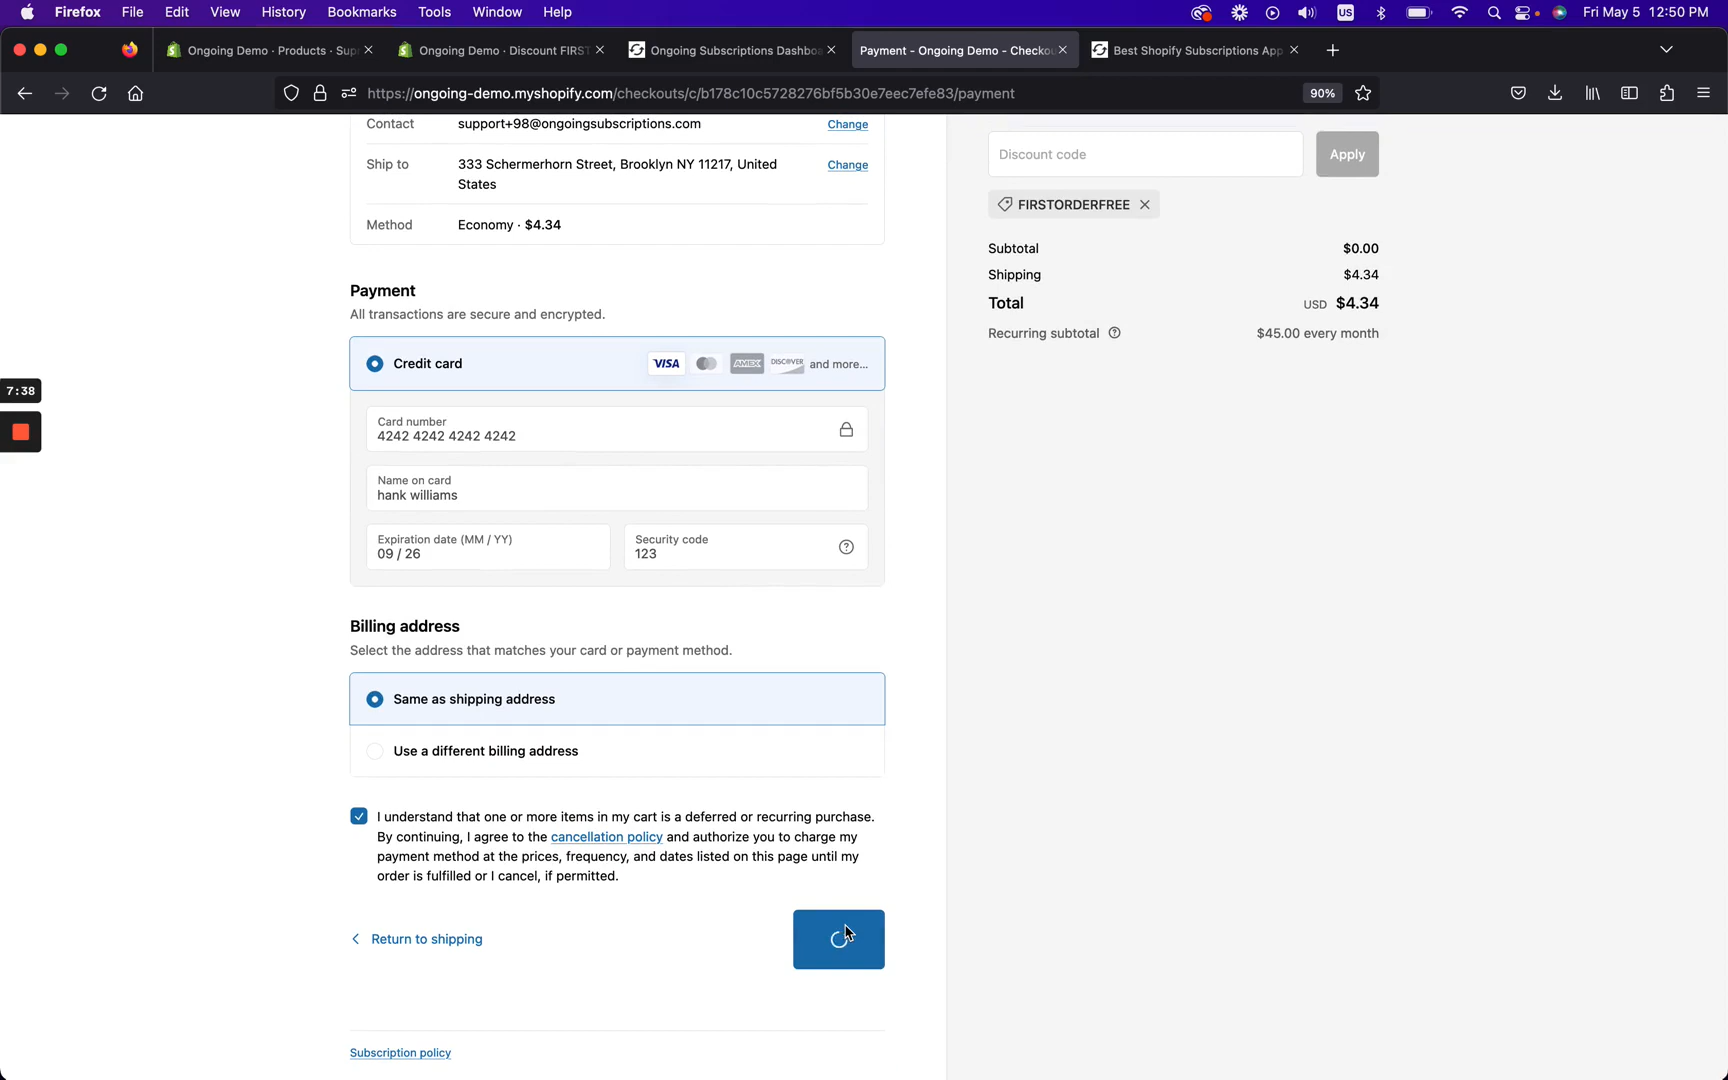 Firefox File Edit View History Bookmarks Tools Window Help US Fri May 5 12:50 PM
Ongoing Demo · Products · Sup Ongoing Demo · Discount FIRST Ongoing Subscriptions Dashbo Payment - Ongoing Demo - Checkou Best Shopify Subscriptions App
https://ongoing-demo.myshopify.com/checkouts/c/b178c10c5728276bf5b30e7eec7efe83/payment 90%
Contact support+98@ongoingsubscriptions.com Change
Ship to 333 Schermerhorn Street, Brooklyn NY 11217, United Change
States
Method Economy · $4.34
Payment
All transactions are secure and encrypted.
Credit card VISA AMEX DISCOVER and more...
Card number
4242 4242 4242 4242
Name on card
hank williams
Expiration date (MM / YY) Security code
09 / 26 123
Billing address
Select the address that matches your card or payment method.
Same as shipping address
Use a different billing address
I understand that one or more items in my cart is a deferred or recurring purchase.
By continuing, I agree to the cancellation policy and authorize you to charge my
payment method at the prices, frequency, and dates listed on this page until my
order is fulfilled or I cancel, if permitted.
Return to shipping
Subscription policy
Discount code Apply
FIRSTORDERFREE
Subtotal $0.00
Shipping $4.34
Total USD $4.34
Recurring subtotal $45.00 every month
7:38